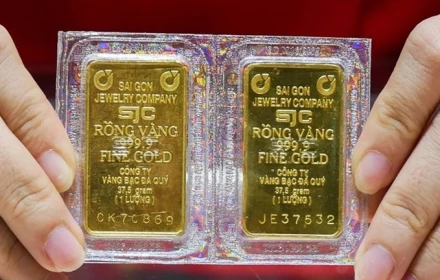 SAI GON
JEWELRY COMPANY
SJC
RỒNG VÀNG
999.9
FINE GOLD
CÔNG TY
VÀNG BẠC ĐÁ QUÝ
37,5 gram
(1 LƯỢNG)
SAI GON
JEWELRY COMPANY
SJC
RỒNG VÀNG
999.9
FINE GOLD
CÔNG TY
VÀNG BẠC ĐÁ QUÝ
37,5 gram
(1 LƯỢNG)
JE37532